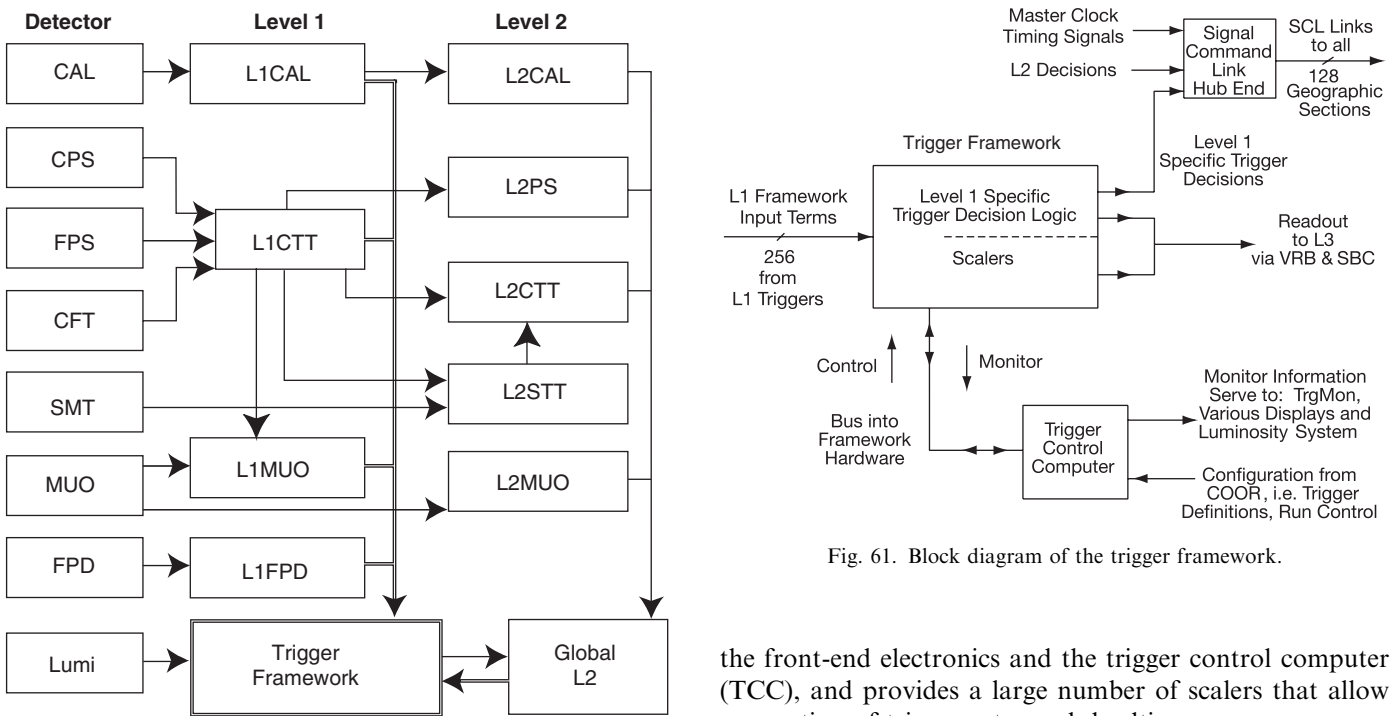 Detector
Level 1
Level 2
CAL
L1CAL
L2CAL
CPS
L2PS
FPS
L1CTT
CFT
L2CTT
SMT
L2STT
MUO
L1MUO
L2MUO
FPD
L1FPD
Lumi
Trigger
Framework
Global
L2
Master Clock
Timing Signals
L2 Decisions
Signal
Command
Link
Hub End
SCL Links
to all
128
Geographic
Sections
Trigger Framework
Level 1
Specific Trigger
Decisions
L1 Framework
Input Terms
256
from
L1 Triggers
Level 1 Specific
Trigger Decision Logic
Scalers
Readout
to L3
via VRB & SBC
Control
Monitor
Bus into
Framework
Hardware
Trigger
Control
Computer
Monitor Information
Serve to: TrgMon,
Various Displays and
Luminosity System
Configuration from
COOR, i.e. Trigger
Definitions, Run Control
Fig. 61. Block diagram of the trigger framework.
the front-end electronics and the trigger control computer
(TCC), and provides a large number of scalers that allow